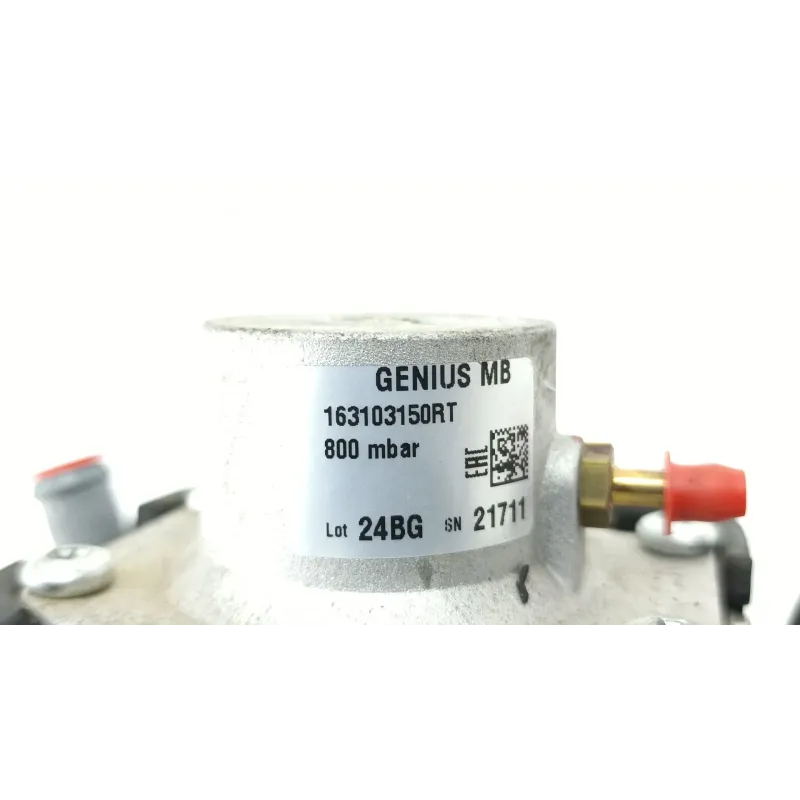 GENIUS MB
163103150RT
800 mbar
EAC
Lot 24BG SN 21711